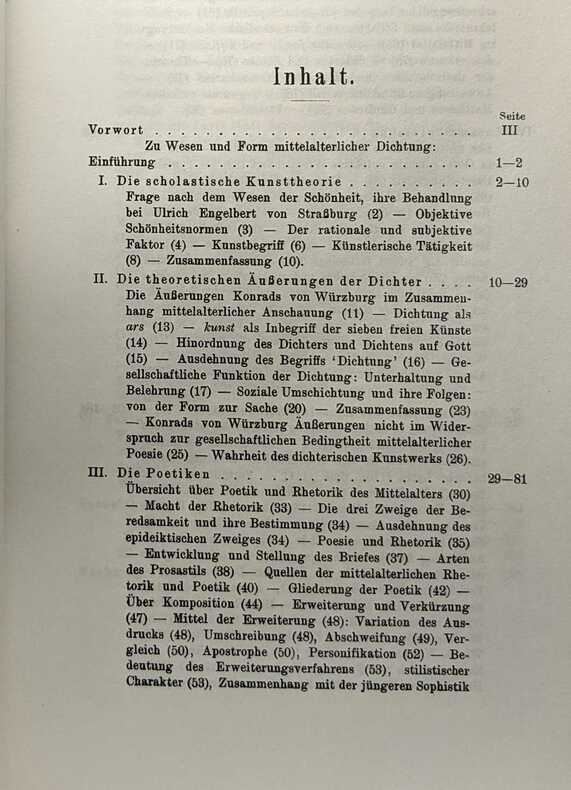 Inhalt.
Seite
Vorwort . . . . . . . . . . . . . . . . . . . . . . III
Zu Wesen und Form mittelalterlicher Dichtung:
Einführung . . . . . . . . . . . . . . . . . . . . . 1—2
I. Die scholastische Kunsttheorie . . . . . . . . . . 2—10
Frage nach dem Wesen der Schönheit, ihre Behandlung
bei Ulrich Engelbert von Straßburg (2) — Objektive
Schönheitsnormen (3) — Der rationale und subjektive
Faktor (4) — Kunstbegriff (6) — Künstlerische Tätigkeit
(8) — Zusammenfassung (10).
II. Die theoretischen Äußerungen der Dichter . . . . 10—29
Die Äußerungen Konrads von Würzburg im Zusammen-
hang mittelalterlicher Anschauung (11) — Dichtung als
ars (13) — kunst als Inbegriff der sieben freien Künste
(14) — Hinordnung des Dichters und Dichtens auf Gott
(15) — Ausdehnung des Begriffs ‘Dichtung’ (16) — Ge-
sellschaftliche Funktion der Dichtung: Unterhaltung und
Belehrung (17) — Soziale Umschichtung und ihre Folgen:
von der Form zur Sache (20) — Zusammenfassung (23)
— Konrads von Würzburg Äußerungen nicht im Wider-
spruch zur gesellschaftlichen Bedingtheit mittelalterlicher
Poesie (25) — Wahrheit des dichterischen Kunstwerks (26).
III. Die Poetiken . . . . . . . . . . . . . . . . . . 29—81
Übersicht über Poetik und Rhetorik des Mittelalters (30)
— Macht der Rhetorik (33) — Die drei Zweige der Be-
redsamkeit und ihre Bestimmung (34) — Ausdehnung des
epideiktischen Zweiges (34) — Poesie und Rhetorik (35)
— Entwicklung und Stellung des Briefes (37) — Arten
des Prosastils (38) — Quellen der mittelalterlichen Rhe-
torik und Poetik (40) — Gliederung der Poetik (42) —
Über Komposition (44) — Erweiterung und Verkürzung
(47) — Mittel der Erweiterung (48): Variation des Aus-
drucks (48), Umschreibung (48), Abschweifung (49), Ver-
gleich (50), Apostrophe (50), Personifikation (52) — Be-
deutung des Erweiterungsverfahrens (53), stilistischer
Charakter (53), Zusammenhang mit der jüngeren Sophistik